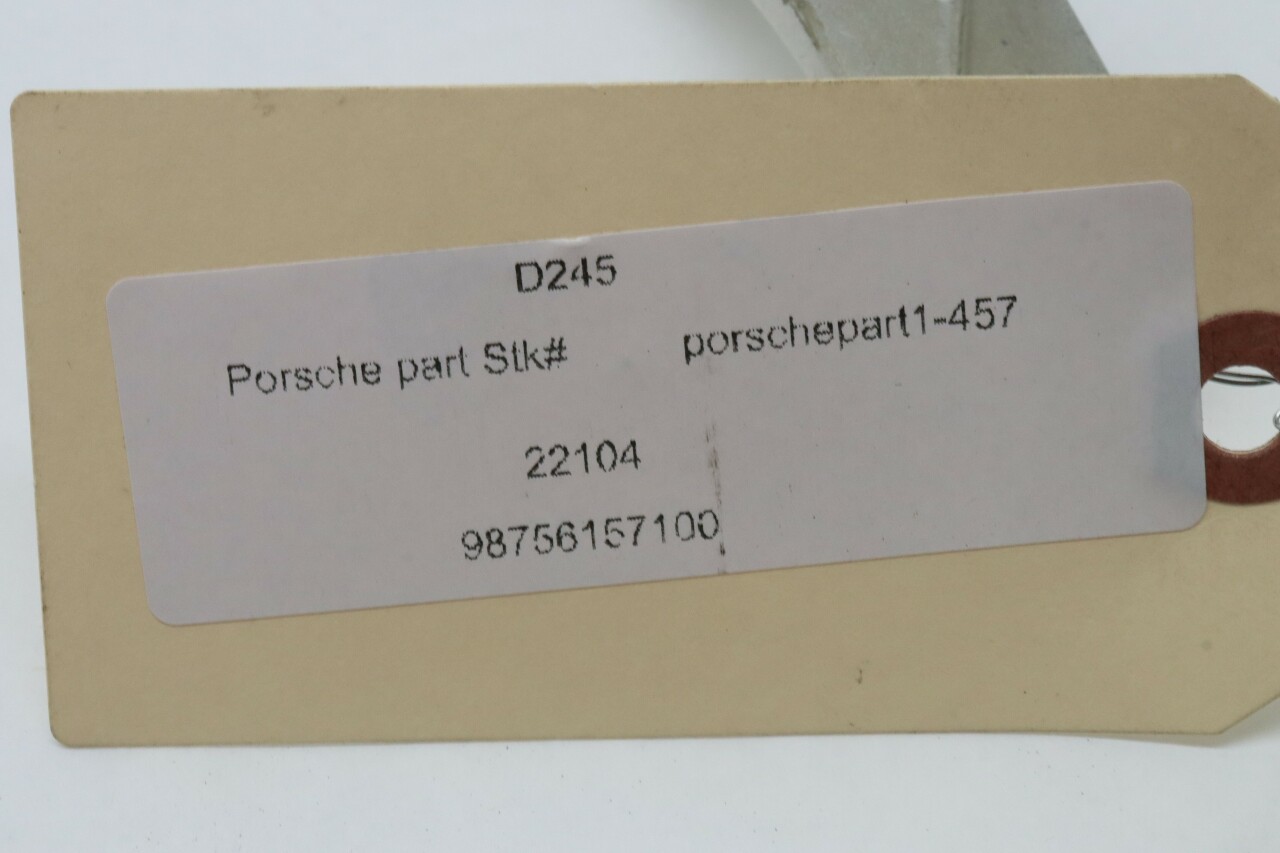 D245
Porsche part Stk# porschepart1-457
22104
98756157100